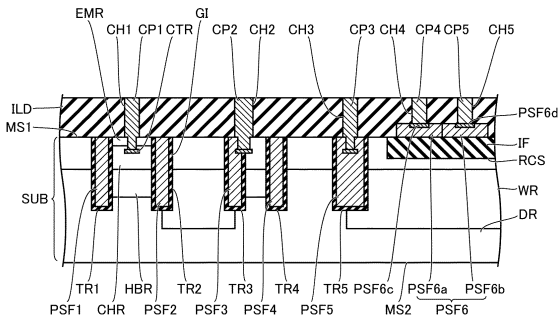 EMR CH1 CP1 CTR GI CP2 CH2 CH3 CP3 CH4 CP4 CP5 CH5
ILD
PSF6d
MS1
IF
RCS
SUB
WR
DR
TR1 HBR TR2 TR3 TR4 TR5 PSF6c PSF6a PSF6b
PSF1 CHR PSF2 PSF3 PSF4 PSF5 MS2 PSF6